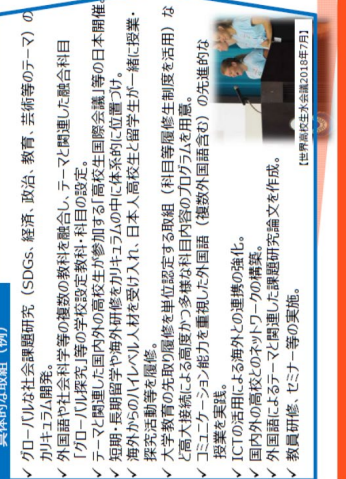 具体的な取組（例）
✓ グローバルな社会課題研究（SDGs、経済、政治、教育、芸術等のテーマ）の
カリキュラム開発。
✓ 外国語や社会科学等の複数の教科を融合し、テーマと関連した融合科目
「グローバル探究」等の学校設定教科・科目の設定。
✓ テーマと関連した国内外の高校生が参加する「高校生国際会議」等の日本開催。
✓ 短期・長期留学や海外研修をカリキュラムの中に体系的に位置づけ。
✓ 海外からのハイレベル人材を受け入れ、日本人高校生と留学生が一緒に授業・
探究活動等を履修。
✓ 大学教育の先取り履修を単位認定する取組（科目等履修生制度を活用）な
ど高大接続による高度かつ多様な科目内容のプログラムを用意。
✓ コミュニケーション能力を重視した外国語（複数外国語含む）の先進的な
授業を実践。
✓ ICTの活用による海外との連携の強化。
✓ 国内外の高校とのネットワークの構築。
✓ 外国語によるテーマと関連した課題研究論文を作成。
✓ 教員研修、セミナー等の実施。
【世界高校生水会議2018年7月】